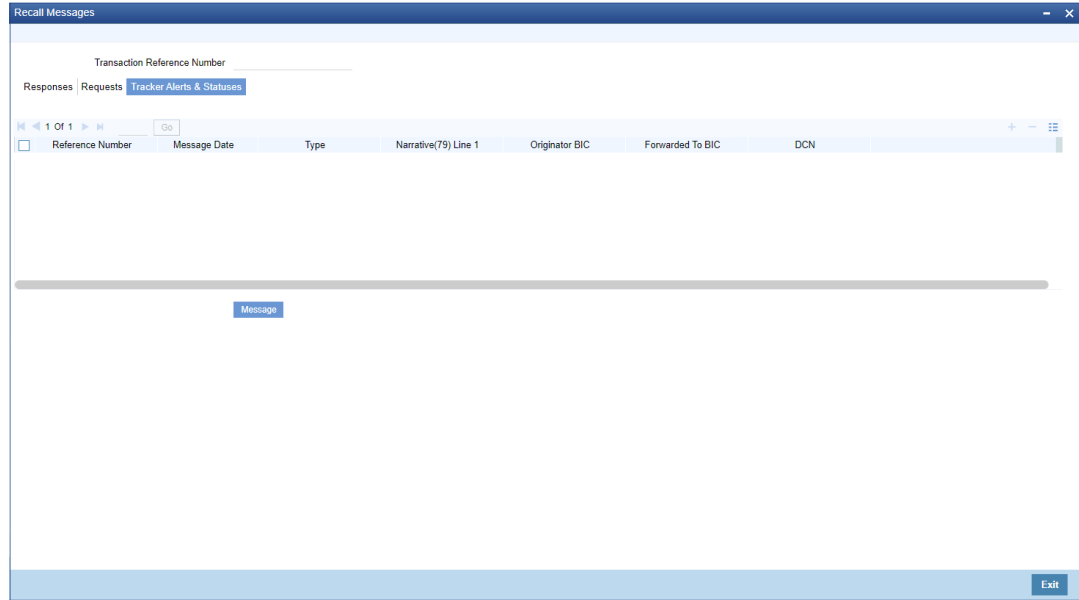 Recall Messages
Transaction Reference Number
Responses Requests Tracker Alerts & Statuses
1 Of 1 Go
Reference Number Message Date Type Narrative(79) Line 1 Originator BIC Forwarded To BIC DCN
Message
Exit